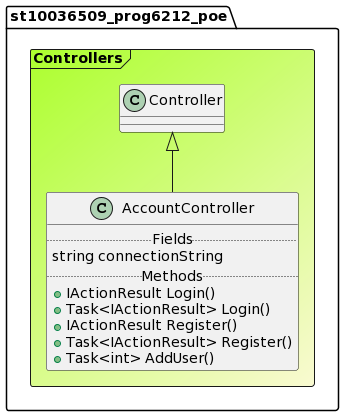 st10036509_prog6212_poe
Controllers
C Controller
C AccountController
Fields
string connectionString
Methods
IActionResult Login()
Task<IActionResult> Login()
IActionResult Register()
Task<IActionResult> Register()
Task<int> AddUser()